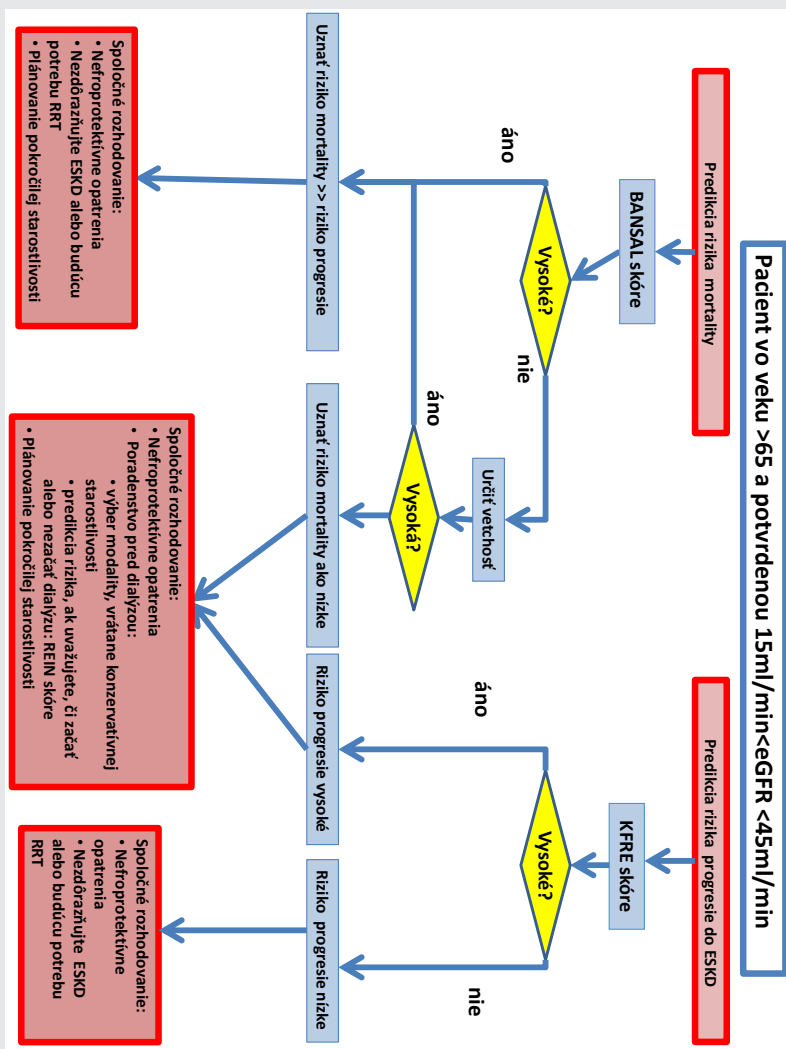 Pacient vo veku >65 a potvrdenou 15ml/min<eGFR <45ml/min
Predikcia rizika mortality
Predikcia rizika progresie do ESKD
BANSAL skóre
KFRE skóre
Vysoké?
Vysoké?
áno
nie
áno
nie
Určiť vetchosť
Vysoká?
áno
Uznať riziko mortality >> riziko progresie
Uznať riziko mortality ako nízke
Riziko progresie vysoké
Riziko progresie nízke
Spoločné rozhodovanie:
• Nefroprotektívne opatrenia
• Nezdôrazňujte ESKD alebo budúcu
potrebu RRT
• Plánovanie pokročilej starostlivosti
Spoločné rozhodovanie:
• Nefroprotektívne opatrenia
• Poradenstvo pred dialýzou:
• výber modality, vrátane konzervatívnej
starostlivosti
• predikcia rizika, ak uvažujete, či začať
alebo nezačať dialýzu: REIN skóre
• Plánovanie pokročilej starostlivosti
Spoločné rozhodovanie:
• Nefroprotektívne
opatrenia
• Nezdôrazňujte ESKD
alebo budúcu potrebu
RRT